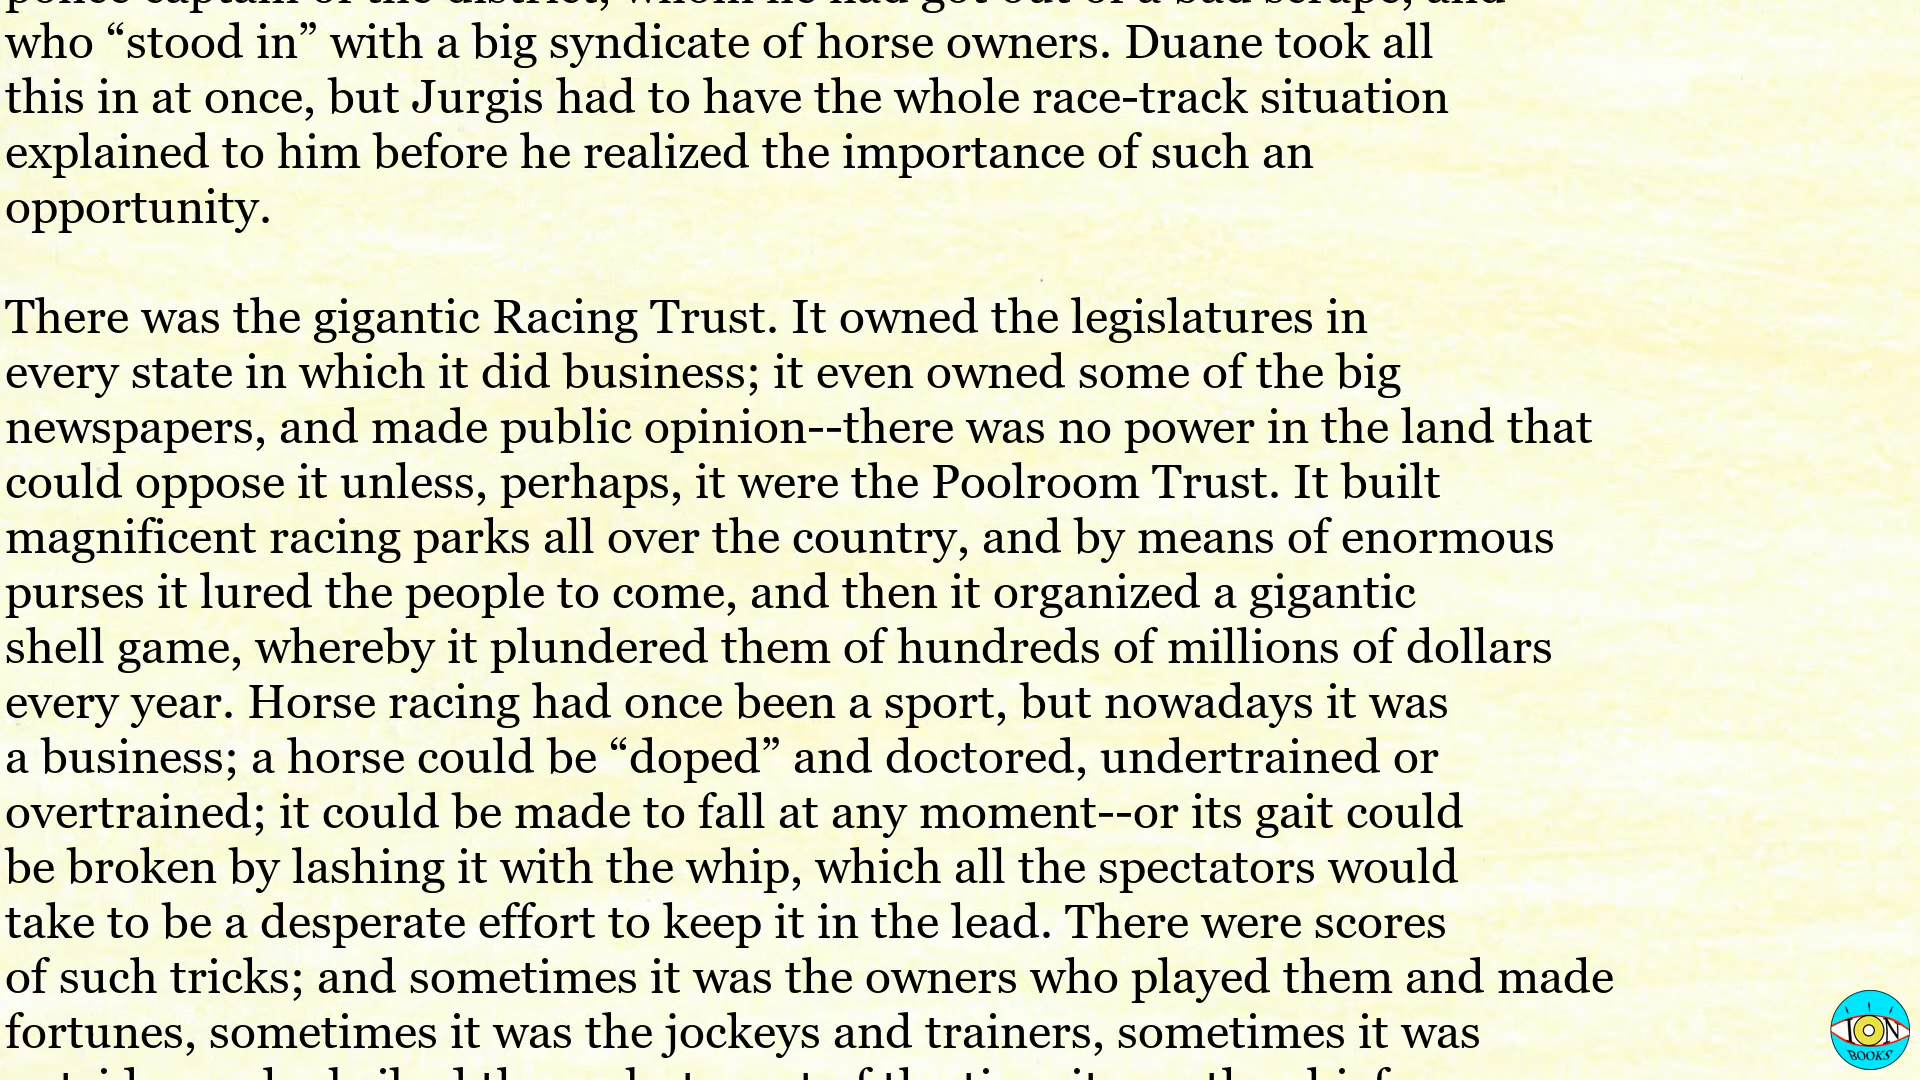 who “stood in” with a big syndicate of horse owners. Duane took all
this in at once, but Jurgis had to have the whole race-track situation
explained to him before he realized the importance of such an
opportunity.
There was the gigantic Racing Trust. It owned the legislatures in
every state in which it did business; it even owned some of the big
newspapers, and made public opinion--there was no power in the land that
could oppose it unless, perhaps, it were the Poolroom Trust. It built
magnificent racing parks all over the country, and by means of enormous
purses it lured the people to come, and then it organized a gigantic
shell game, whereby it plundered them of hundreds of millions of dollars
every year. Horse racing had once been a sport, but nowadays it was
a business; a horse could be “doped” and doctored, undertrained or
overtrained; it could be made to fall at any moment--or its gait could
be broken by lashing it with the whip, which all the spectators would
take to be a desperate effort to keep it in the lead. There were scores
of such tricks; and sometimes it was the owners who played them and made
fortunes, sometimes it was the jockeys and trainers, sometimes it was
ION
BOOKS